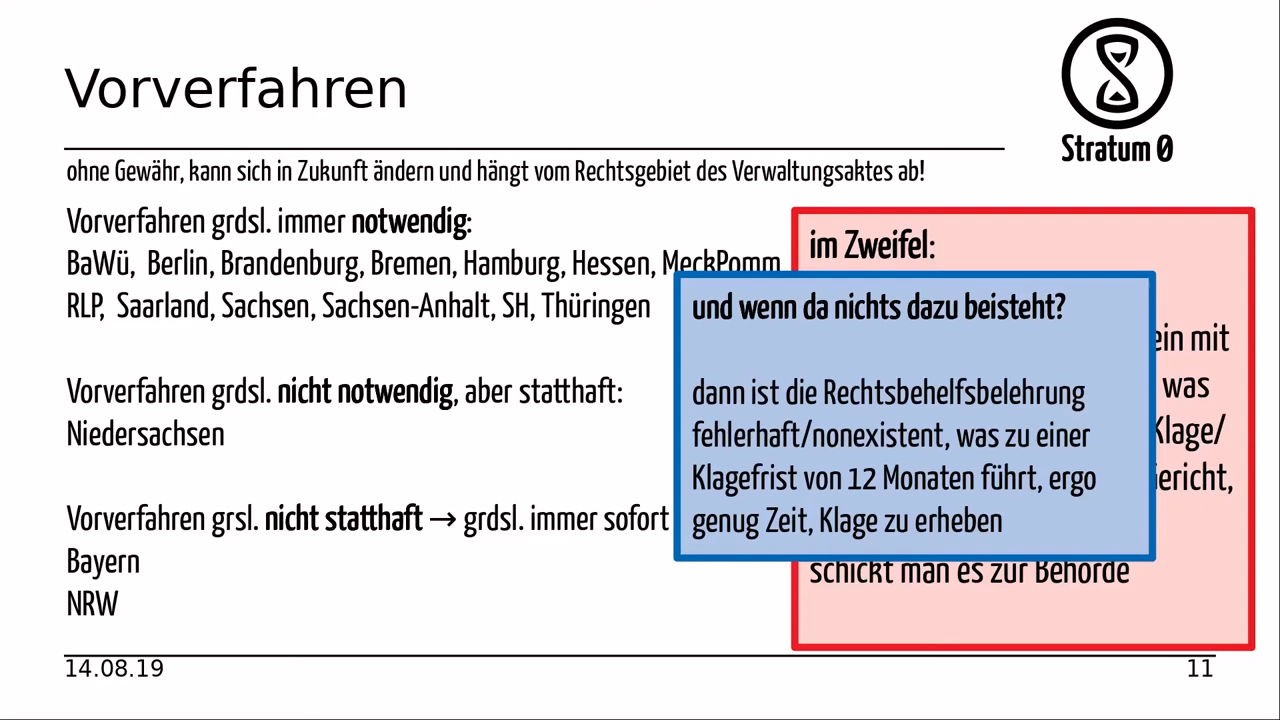 Vorverfahren
Stratum 0
ohne Gewähr, kann sich in Zukunft ändern und hängt vom Rechtsgebiet des Verwaltungsaktes ab!
Vorverfahren grdsl. immer notwendig:
BaWü, Berlin, Brandenburg, Bremen, Hamburg, Hessen, MeckPomm
RLP, Saarland, Sachsen, Sachsen-Anhalt, SH, Thüringen
Vorverfahren grdsl. nicht notwendig, aber statthaft:
Niedersachsen
Vorverfahren grsl. nicht statthaft → grdsl. immer sofort
Bayern
NRW
im Zweifel:
ein mit
was
Klage/
Gericht,
schickt man es zur Behörde
und wenn da nichts dazu beisteht?
dann ist die Rechtsbehelfsbelehrung
fehlerhaft/nonexistent, was zu einer
Klagefrist von 12 Monaten führt, ergo
genug Zeit, Klage zu erheben
14.08.19
11